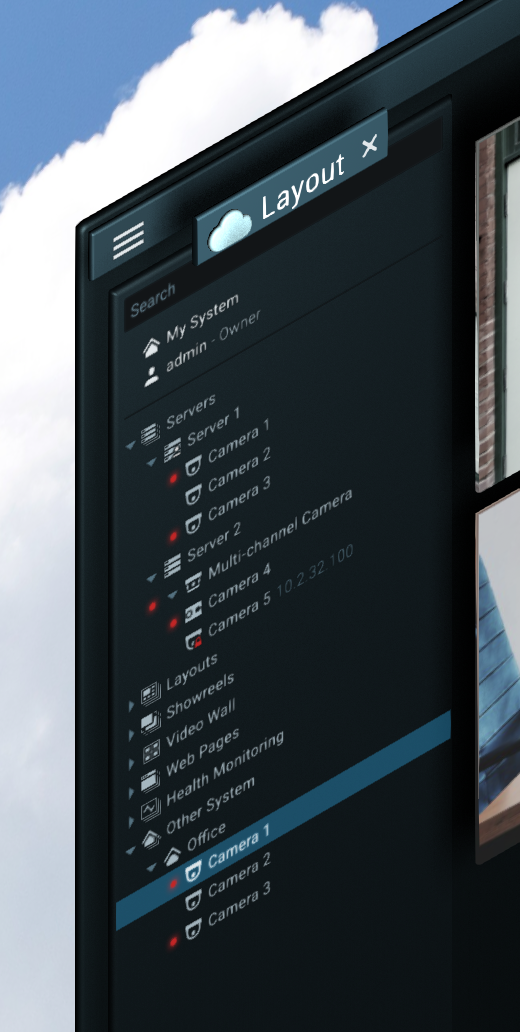 Layout
Search
My System
admin - Owner
Servers
Server 1
Camera 1
Camera 2
Camera 3
Server 2
Multi-channel Camera
Camera 4
Camera 5 10.2.32.100
Layouts
Showreels
Video Wall
Web Pages
Health Monitoring
Other System
Office
Camera 1
Camera 2
Camera 3